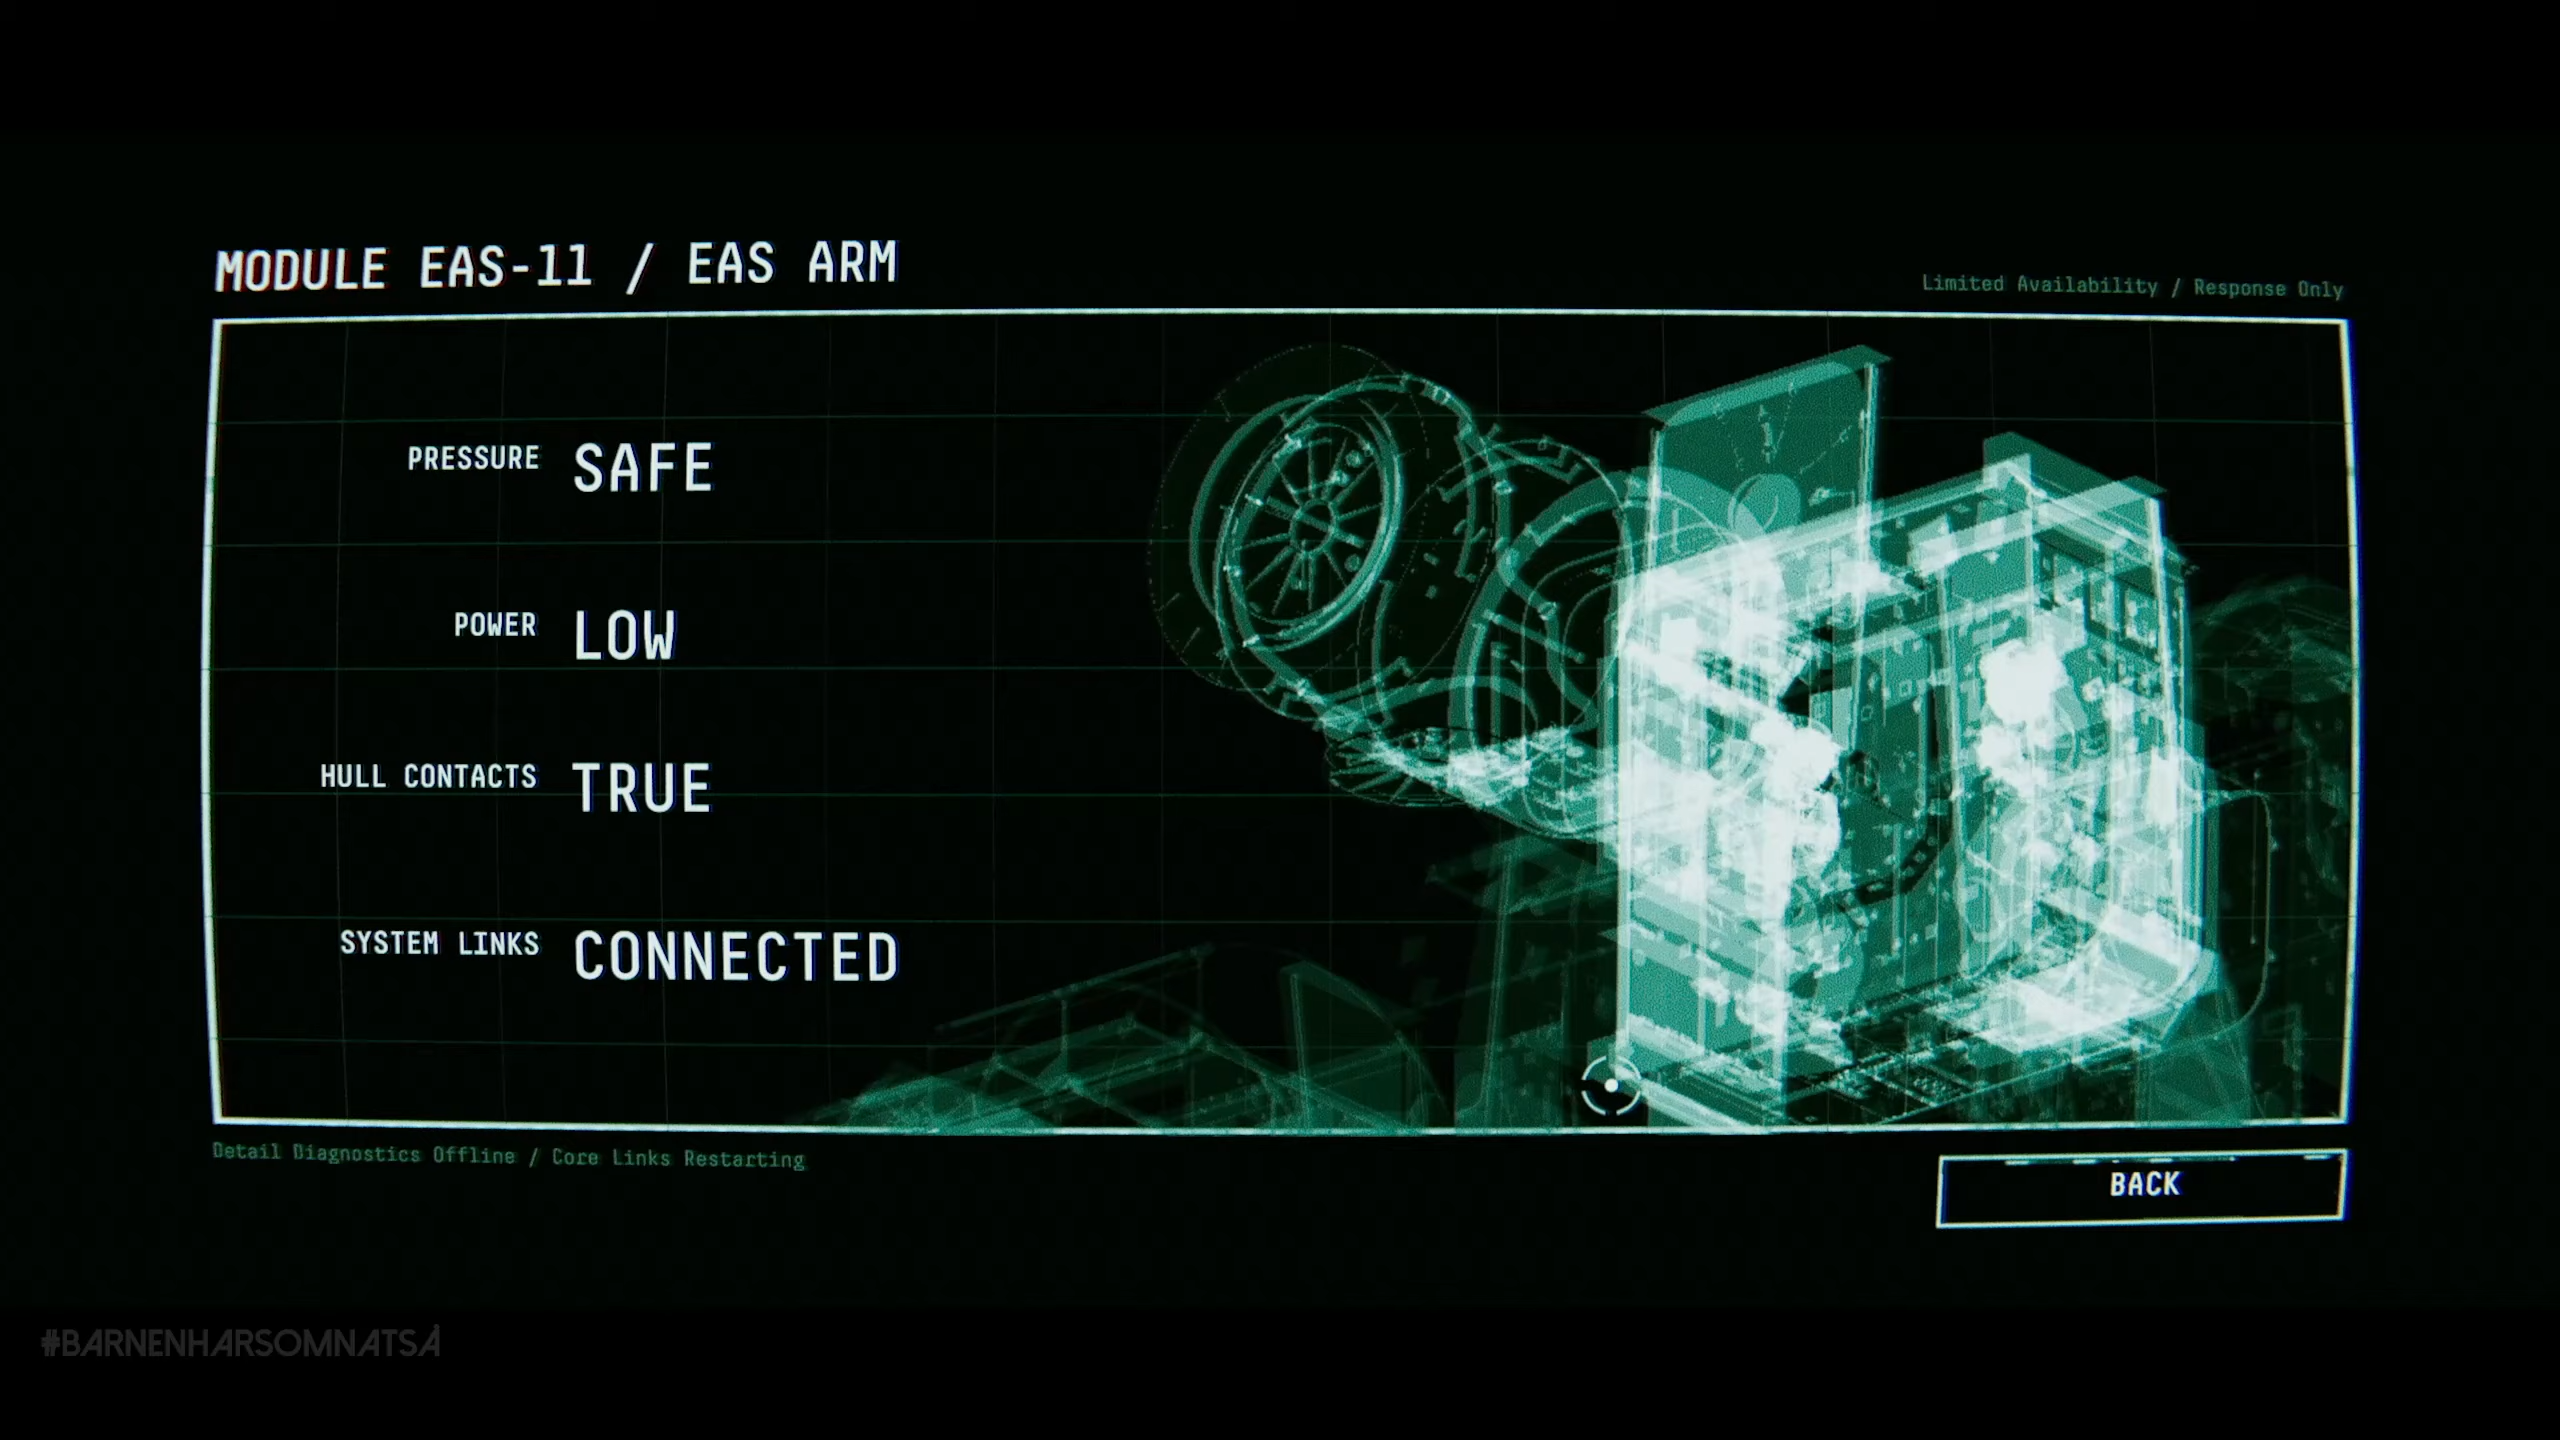 MODULE EAS-11 / EAS ARM
Limited Availability / Response Only
PRESSURE SAFE
POWER LOW
HULL CONTACTS TRUE
SYSTEM LINKS CONNECTED
Detail Diagnostics Offline / Core Links Restarting
BACK
#BARNENHARSOMNATSÅ